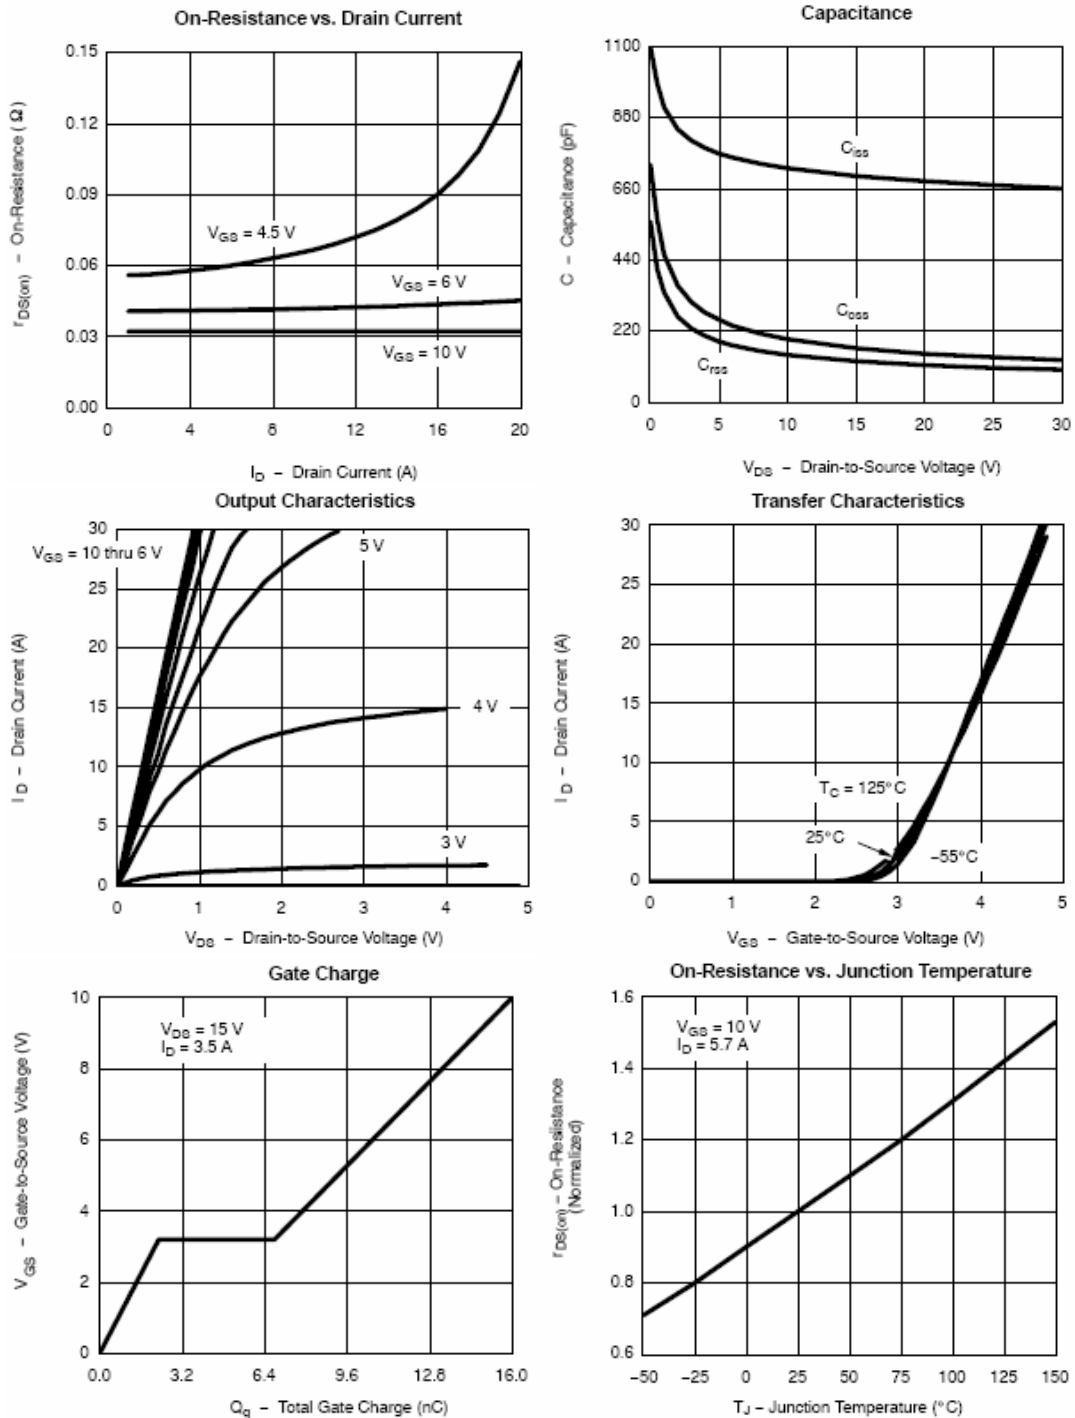 On-Resistance vs. Drain Current
0.15
0.12
0.09
0.06
0.03
0.00
rDS(on) – On-Resistance ( Ω )
VGS = 4.5 V
VGS = 6 V
VGS = 10 V
0 4 8 12 16 20
ID – Drain Current (A)
Capacitance
1100
880
660
440
220
0
C – Capacitance (pF)
Ciss
Coss
Crss
0 5 10 15 20 25 30
VDS – Drain-to-Source Voltage (V)
Output Characteristics
30
25
20
15
10
5
0
ID – Drain Current (A)
VGS = 10 thru 6 V
5 V
4 V
3 V
0 1 2 3 4 5
VDS – Drain-to-Source Voltage (V)
Transfer Characteristics
30
25
20
15
10
5
0
ID – Drain Current (A)
TC = 125°C
25°C
–55°C
0 1 2 3 4 5
VGS – Gate-to-Source Voltage (V)
Gate Charge
10
8
6
4
2
0
VGS – Gate-to-Source Voltage (V)
VDS = 15 V
ID = 3.5 A
0.0 3.2 6.4 9.6 12.8 16.0
Qg – Total Gate Charge (nC)
On-Resistance vs. Junction Temperature
1.6
1.4
1.2
1.0
0.8
0.6
rDS(on) – On-Resiistance
(Normalized)
VGS = 10 V
ID = 5.7 A
–50 –25 0 25 50 75 100 125 150
TJ – Junction Temperature (°C)